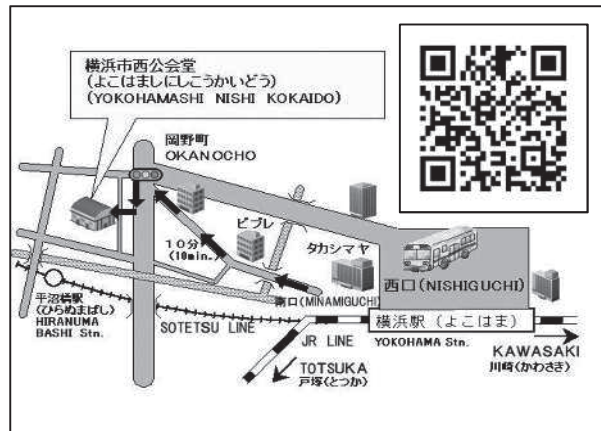 横浜市西公会堂
(よこはましにしこうかいどう)
(YOKOHAMASHI NISHI KOKAIDO)
岡野町
OKANOCHO
ビブレ
タカシマヤ
10分
(10min.)
西口(NISHIGUCHI)
南口(MINAMIGUCHI)
平沼橋駅
(ひらぬまばし)
HIRANUMA
BASHI Stn.
SOTETSU LINE
JR LINE
横浜駅(よこはま)
YOKOHAMA Stn.
TOTSUKA
戸塚(とつか)
KAWASAKI
川崎(かわさき)